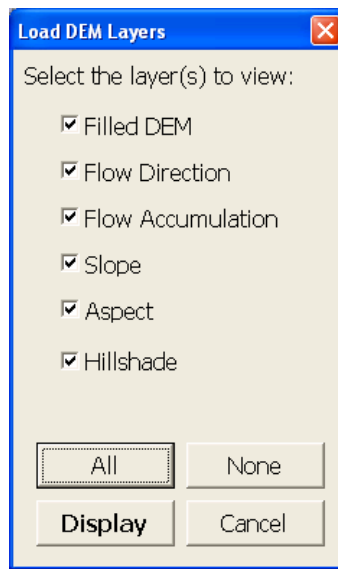 Load DEM Layers
Select the layer(s) to view:
Filled DEM
Flow Direction
Flow Accumulation
Slope
Aspect
Hillshade
All None
Display Cancel